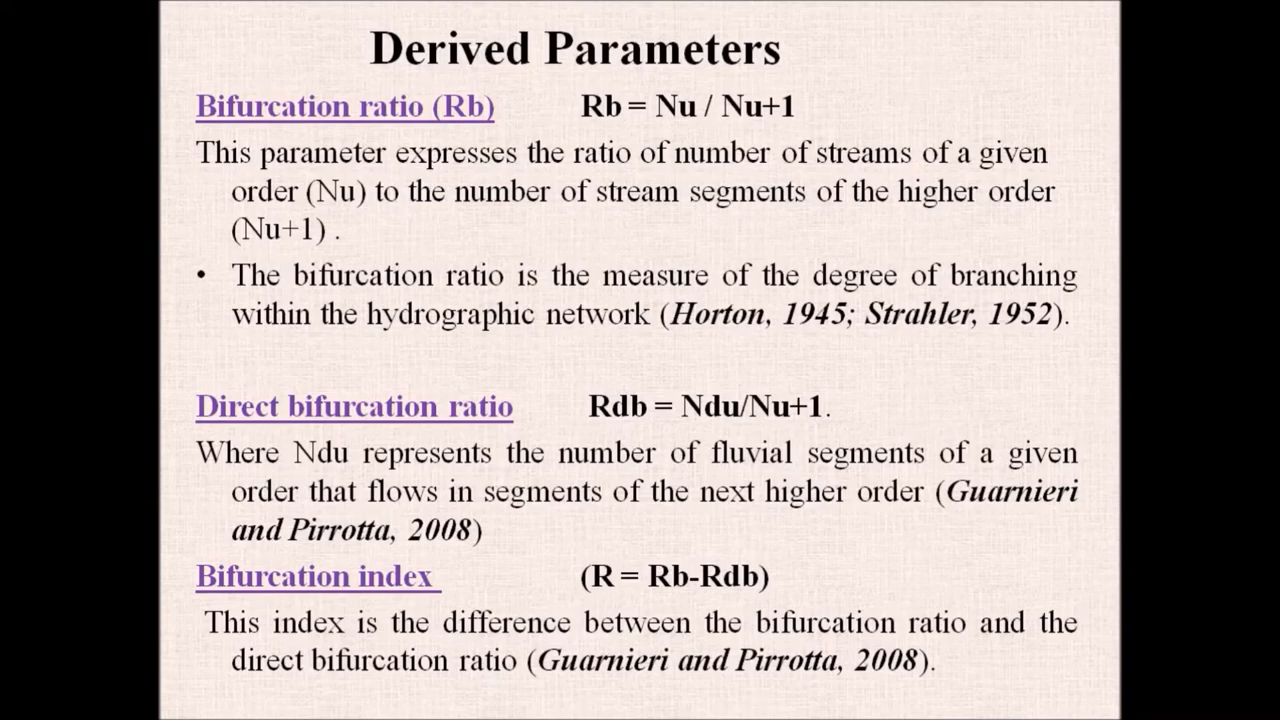 Derived Parameters
Bifurcation ratio (Rb) Rb = Nu / Nu+1
This parameter expresses the ratio of number of streams of a given
order (Nu) to the number of stream segments of the higher order
(Nu+1) .
• The bifurcation ratio is the measure of the degree of branching
within the hydrographic network (Horton, 1945; Strahler, 1952).
Direct bifurcation ratio Rdb = Ndu/Nu+1.
Where Ndu represents the number of fluvial segments of a given
order that flows in segments of the next higher order (Guarnieri
and Pirrotta, 2008)
Bifurcation index (R = Rb-Rdb)
This index is the difference between the bifurcation ratio and the
direct bifurcation ratio (Guarnieri and Pirrotta, 2008).